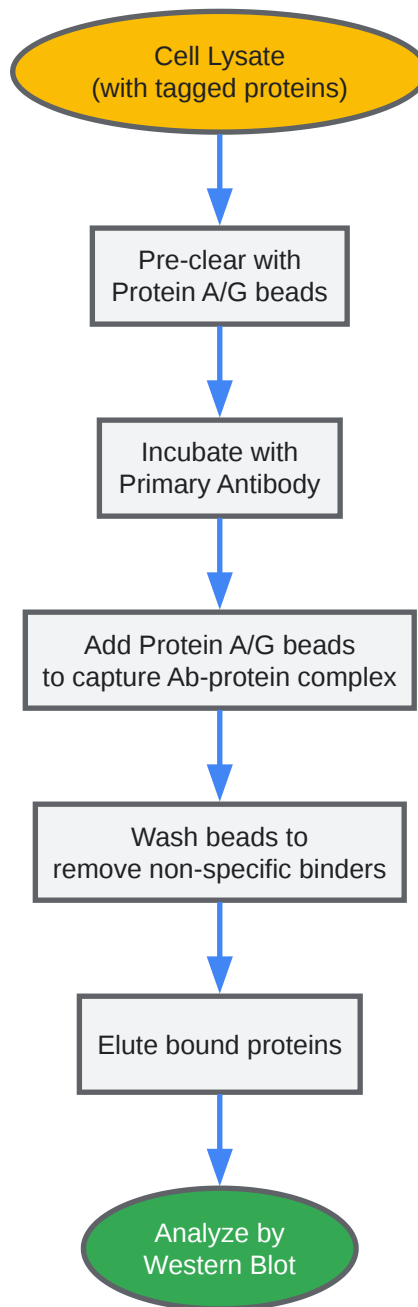 Cell Lysate
(with tagged proteins)
Pre-clear with
Protein A/G beads
Incubate with
Primary Antibody
Add Protein A/G beads
to capture Ab-protein complex
Wash beads to
remove non-specific binders
Elute bound proteins
Analyze by
Western Blot